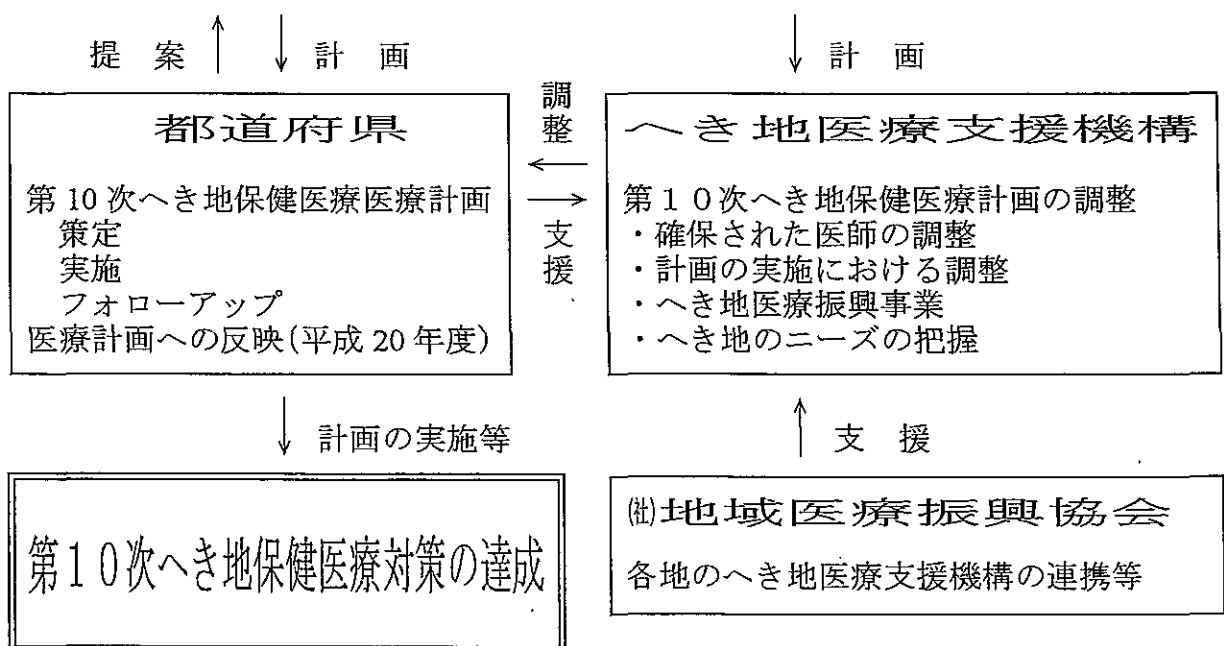 提 案 計 画
計 画
調整
支援
都道府県
第10次へき地保健医療医療計画
策定
実施
フォローアップ
医療計画への反映(平成20年度)
へき地医療支援機構
第１０次へき地保健医療計画の調整
・確保された医師の調整
・計画の実施における調整
・へき地医療振興事業
・へき地のニーズの把握
計画の実施等
支 援
第１０次へき地保健医療対策の達成
㈳地域医療振興協会
各地のへき地医療支援機構の連携等